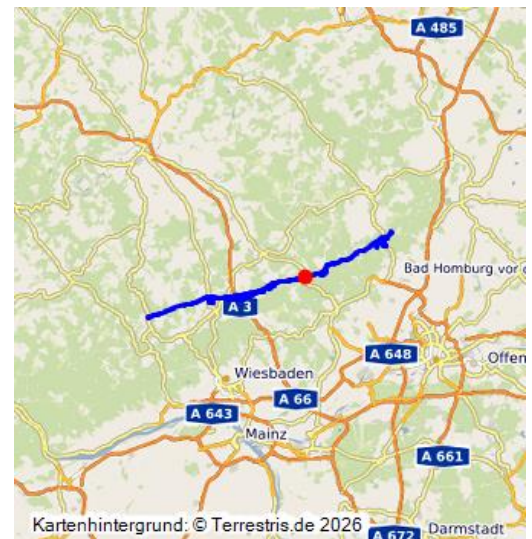 A 485
Bad Homburg vor d
A 3
A 648
Offen
Wiesbaden
A 66
A 643
Mainz
A 661
Kartenhintergrund: © Terrestris.de 2026
A 672
Darmstadt